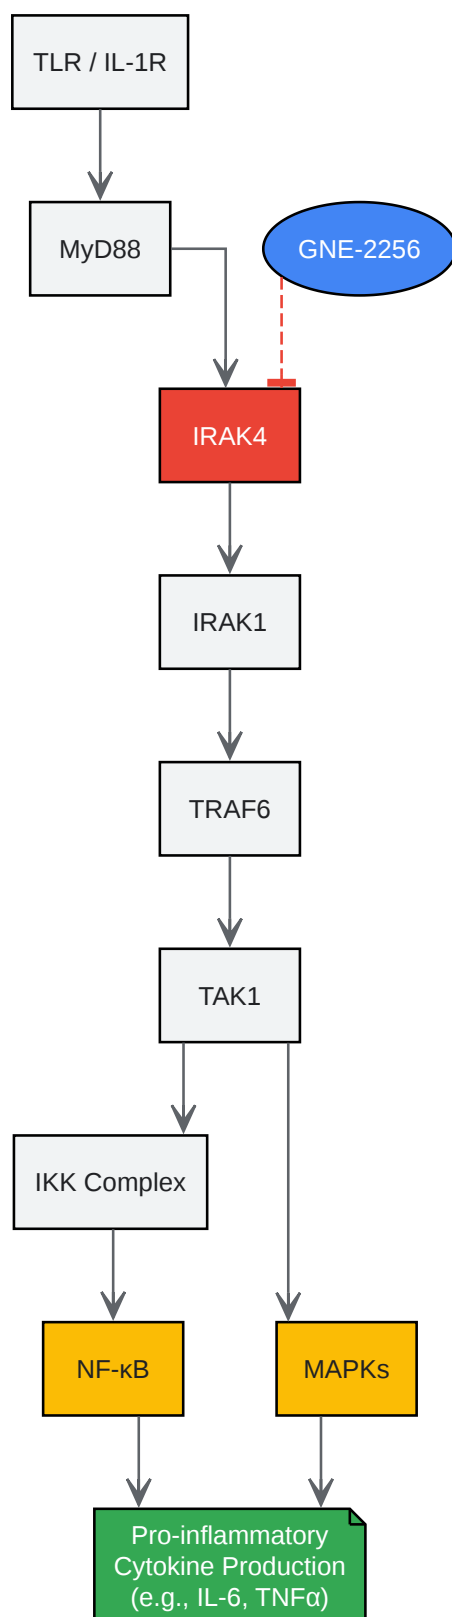 TLR / IL-1R
MyD88
GNE-2256
IRAK4
IRAK1
TRAF6
TAK1
IKK Complex
NF-κB
MAPKs
Pro-inflammatory
Cytokine Production
(e.g., IL-6, TNFα)